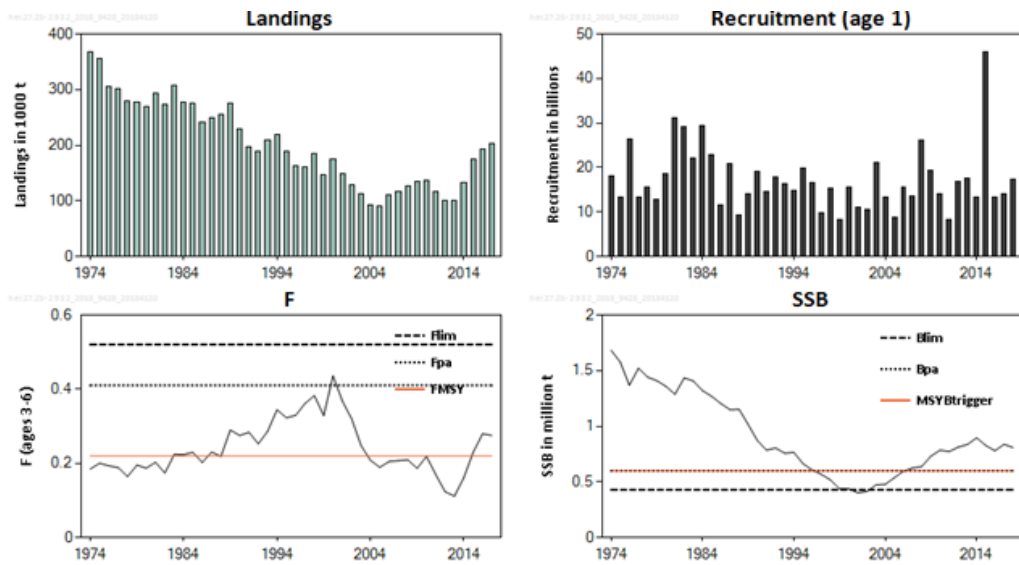 Landings
Landings in 1000 t
400
300
200
100
0
1974 1984 1994 2004 2014
Recruitment (age 1)
Recruitment in billions
50
40
30
20
10
0
1974 1984 1994 2004 2014
F
F (ages 3-6)
0.6
0.4
0.2
0
Flim
Fpa
FMSY
1974 1984 1994 2004 2014
SSB
SSB in million t
2
1.5
1
0.5
0
Blim
Bpa
MSYBtrigger
1974 1984 1994 2004 2014